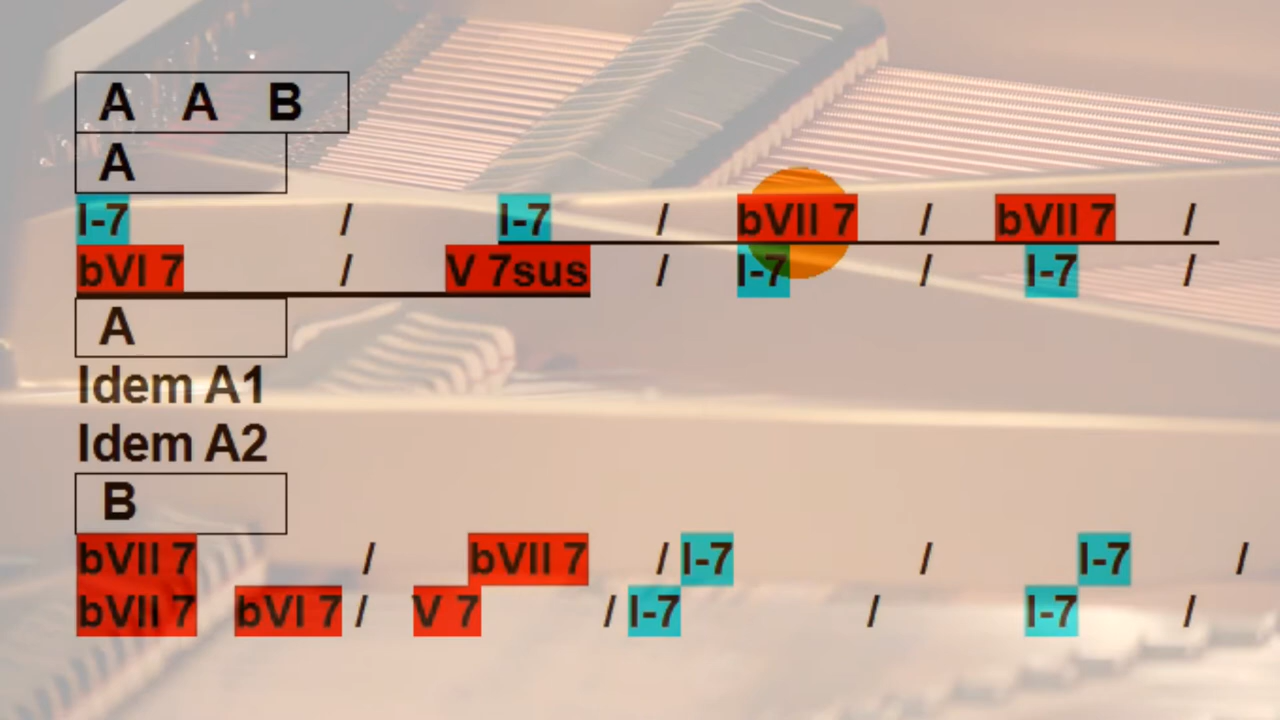 A A B
A
I-7 / I-7 / bVII 7 / bVII 7 /
bVI 7 / V 7sus / I-7 / I-7 /
A
Idem A1
Idem A2
B
bVII 7 / bVII 7 / I-7 / I-7 /
bVII 7 bVI 7 / V 7 / I-7 / I-7 /